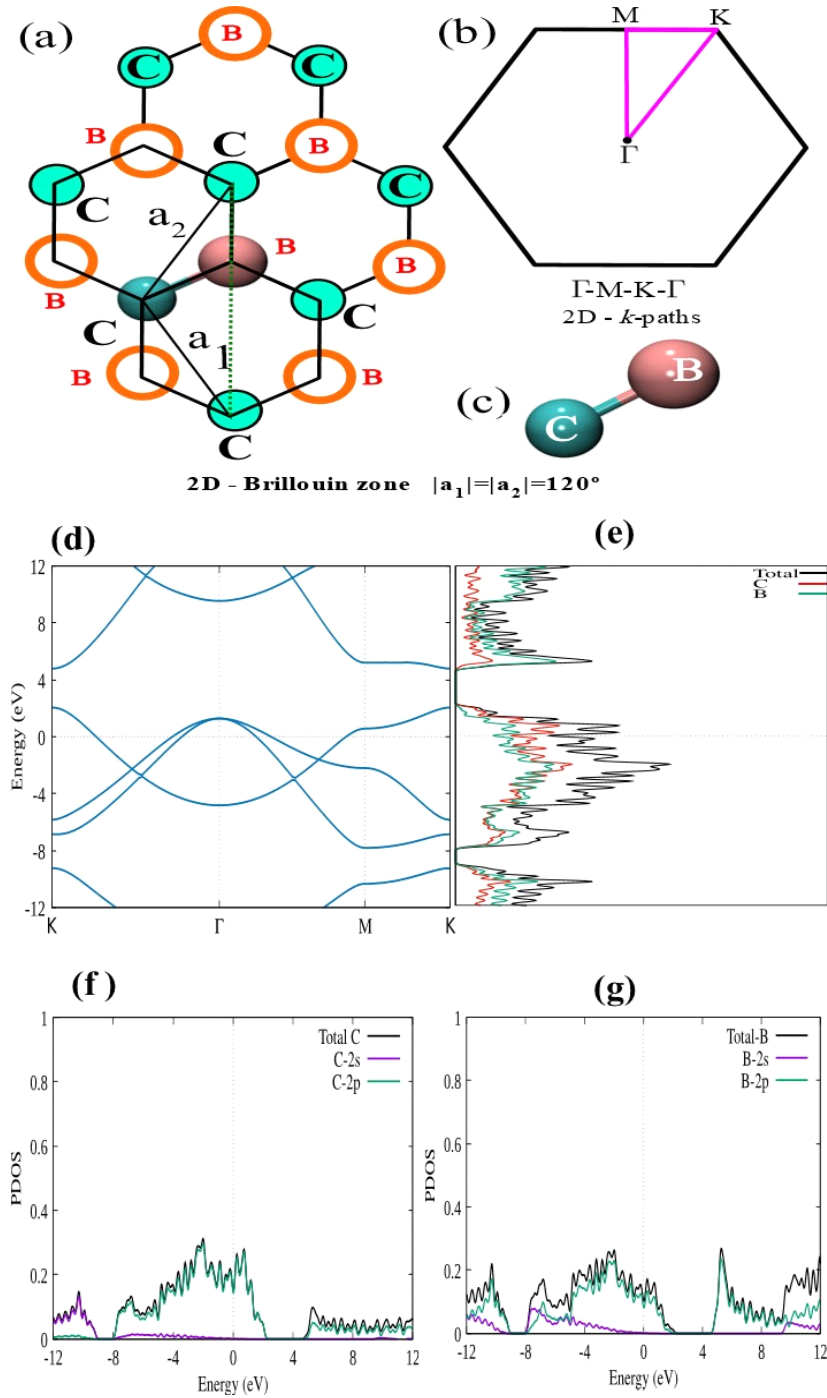 (a)
B
C
C
B
C
B
C
C
a₂
B
C
B
B
C
C
a₁
B
B
C
(b)
M
K
Γ
Γ-M-K-Γ
2D - k-paths
(c)
B
C
2D - Brillouin zone |a₁|=|a₂|=120°
(d)
12
8
4
0
-4
-8
-12
Energy (eV)
K
Γ
M
K
(e)
Total
C
B
(f)
1
0.8
0.6
0.4
0.2
0
PDOS
Total C
C-2s
C-2p
-12
-8
-4
0
4
8
12
Energy (eV)
(g)
1
0.8
0.6
0.4
0.2
0
PDOS
Total-B
B-2s
B-2p
-12
-8
-4
0
4
8
12
Energy (eV)